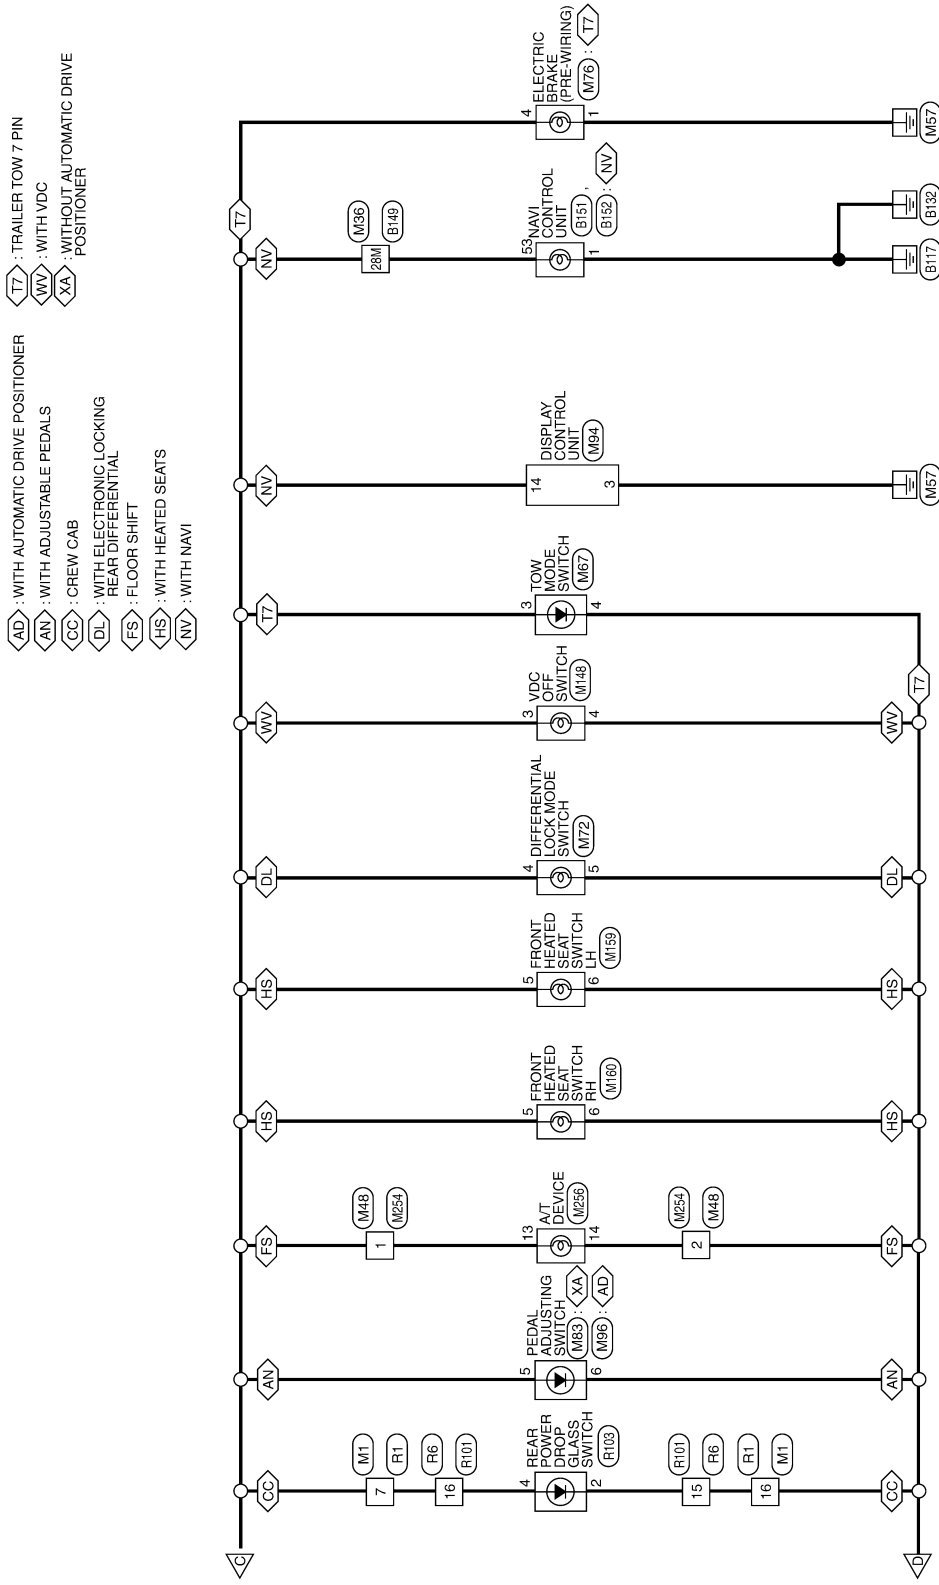 AD : WITH AUTOMATIC DRIVE POSITIONER
AN : WITH ADJUSTABLE PEDALS
CC : CREW CAB
DL : WITH ELECTRONIC LOCKING
REAR DIFFERENTIAL
FS : FLOOR SHIFT
HS : WITH HEATED SEATS
NV : WITH NAVI
T7 : TRAILER TOW 7 PIN
WV : WITH VDC
XA : WITHOUT AUTOMATIC DRIVE
POSITIONER
C
CC
7
M1
R1
16
R6
R101
4
REAR
POWER
DROP
GLASS
SWITCH
R103
2
15
R101
R6
16
R1
M1
CC
D
AN
5
PEDAL
ADJUSTING
SWITCH
M83 : XA
M96 : AD
6
AN
FS
1
M48
M254
13
A/T
DEVICE
M256
14
2
M254
M48
FS
HS
5
FRONT
HEATED
SEAT
SWITCH
RH
M160
6
HS
HS
5
FRONT
HEATED
SEAT
SWITCH
LH
M159
6
HS
DL
4
DIFFERENTIAL
LOCK MODE
SWITCH
M72
5
DL
WV
3
VDC
OFF
SWITCH
M148
4
WV
T7
3
TOW
MODE
SWITCH
M67
4
T7
NV
14
DISPLAY
CONTROL
UNIT
M94
3
M57
NV
28M
M36
B149
53
NAVI
CONTROL
UNIT
B151 ,
B152 : NV
1
B117
B132
T7
4
ELECTRIC
BRAKE
(PRE-WIRING)
M76 : T7
1
M57